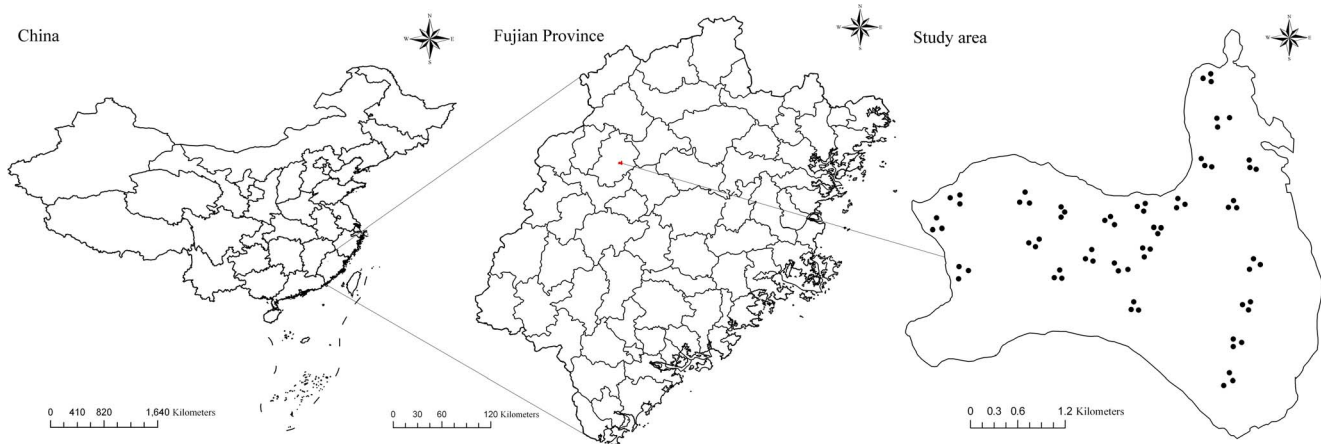 China
N
W E
S
0 410 820 1,640 Kilometers
Fujian Province
N
W E
S
0 30 60 120 Kilometers
Study area
N
W E
S
0 0.3 0.6 1.2 Kilometers